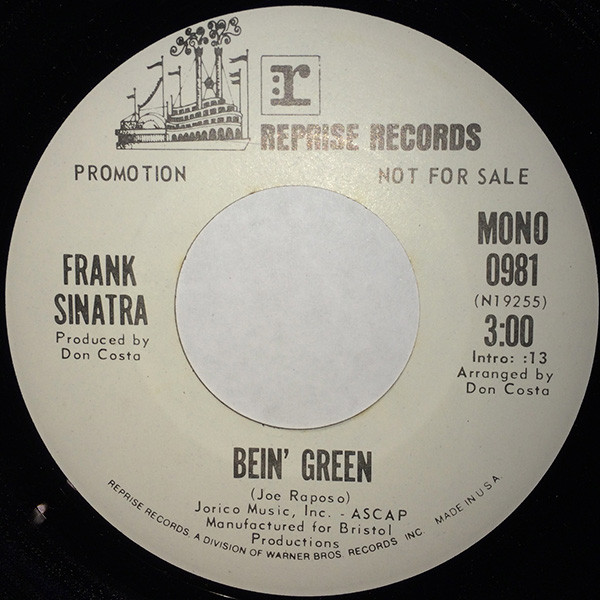 r
REPRISE RECORDS
PROMOTION
NOT FOR SALE
FRANK
SINATRA
Produced by
Don Costa
MONO
0981
(N19255)
3:00
Intro: :13
Arranged by
Don Costa
BEIN' GREEN
(Joe Raposo)
Jorico Music, Inc. - ASCAP
Manufactured for Bristol
Productions
REPRISE RECORDS, A DIVISION OF WARNER BROS. RECORDS INC. MADE IN U.S.A.